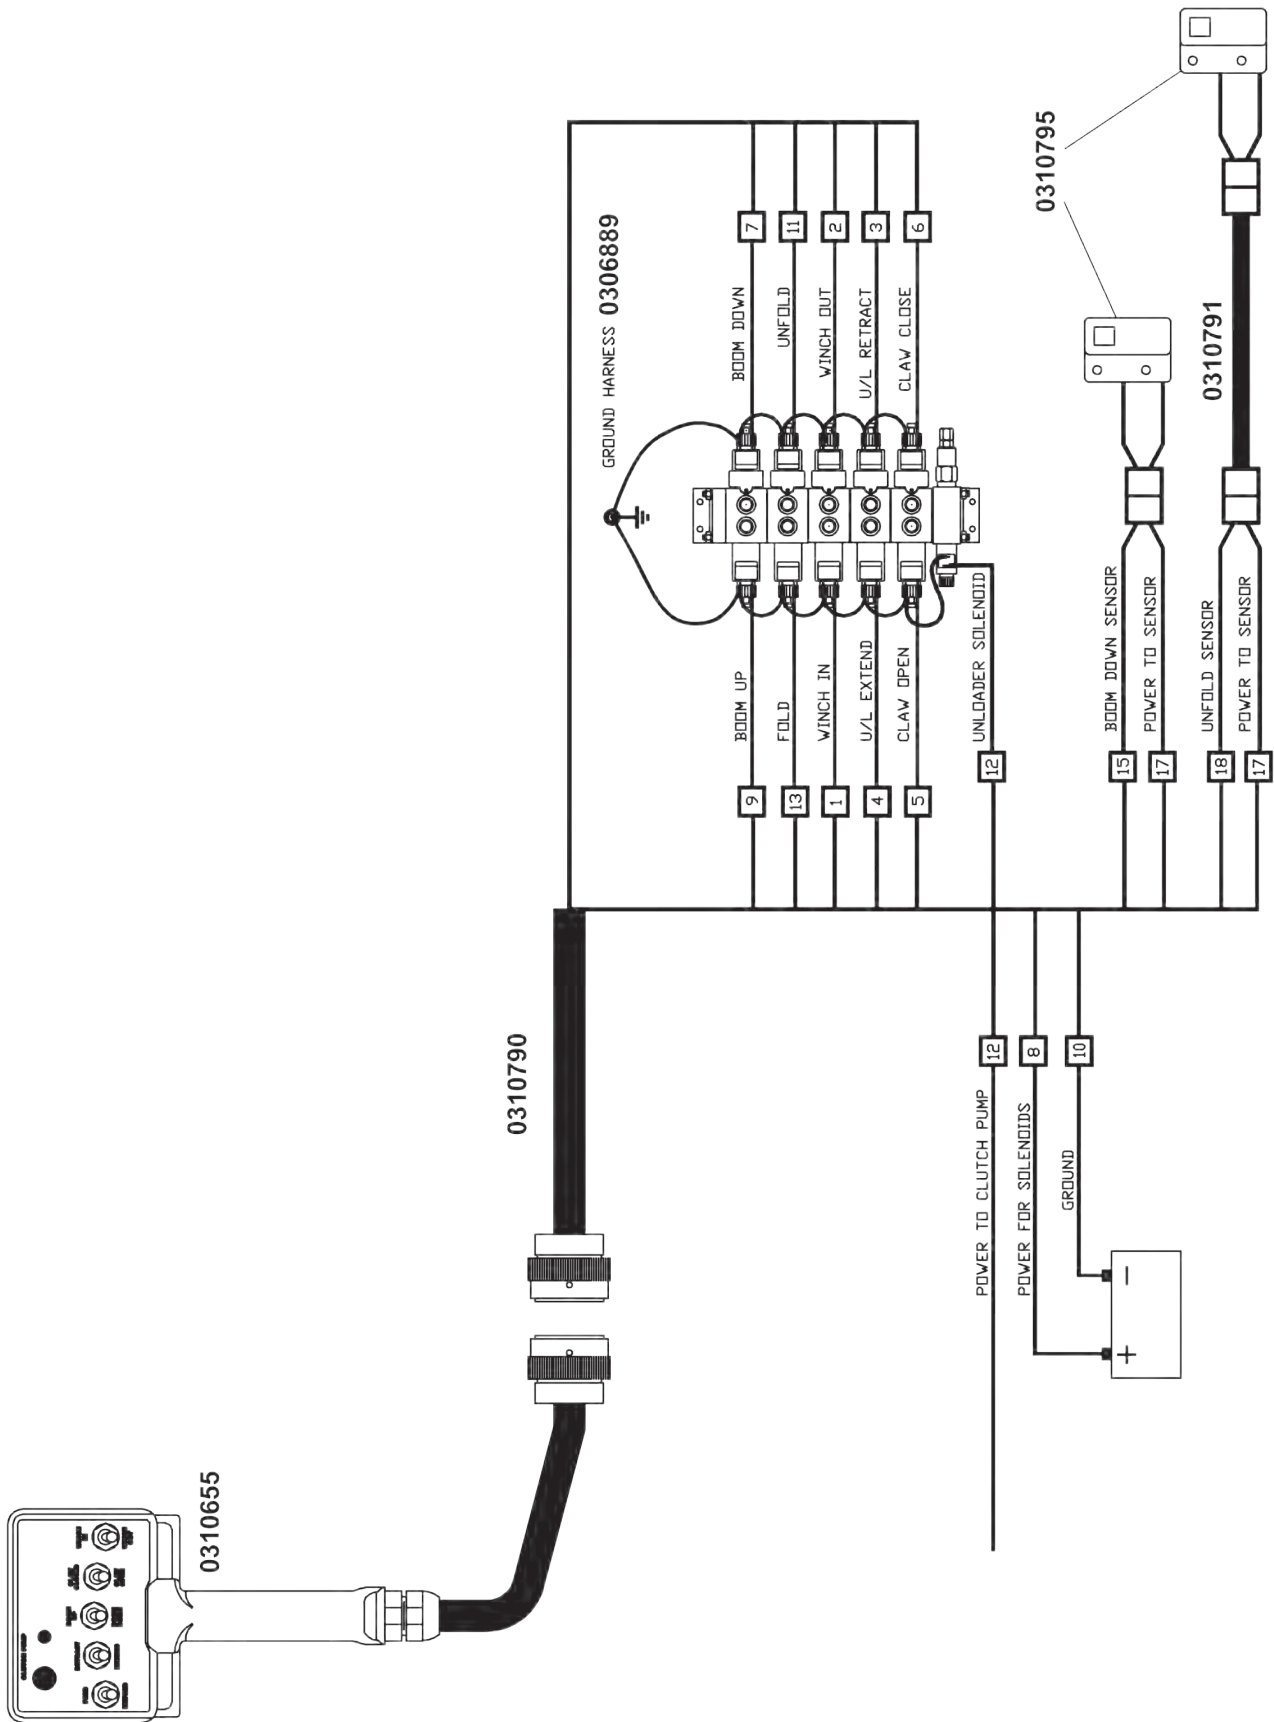 0310795
0306889
GROUND HARNESS
7
11
2
3
6
BOOM DOWN
UNFOLD
WINCH OUT
U/L RETRACT
CLAW CLOSE
0310791
BOOM UP
FOLD
WINCH IN
U/L EXTEND
CLAW OPEN
UNLOADER SOLENOID
9
13
1
4
5
12
BOOM DOWN SENSOR
POWER TO SENSOR
UNFOLD SENSOR
POWER TO SENSOR
15
17
18
17
0310790
12
8
10
POWER TO CLUTCH PUMP
POWER FOR SOLENOIDS
GROUND
+
−
0310655
CLUTCH PUMP